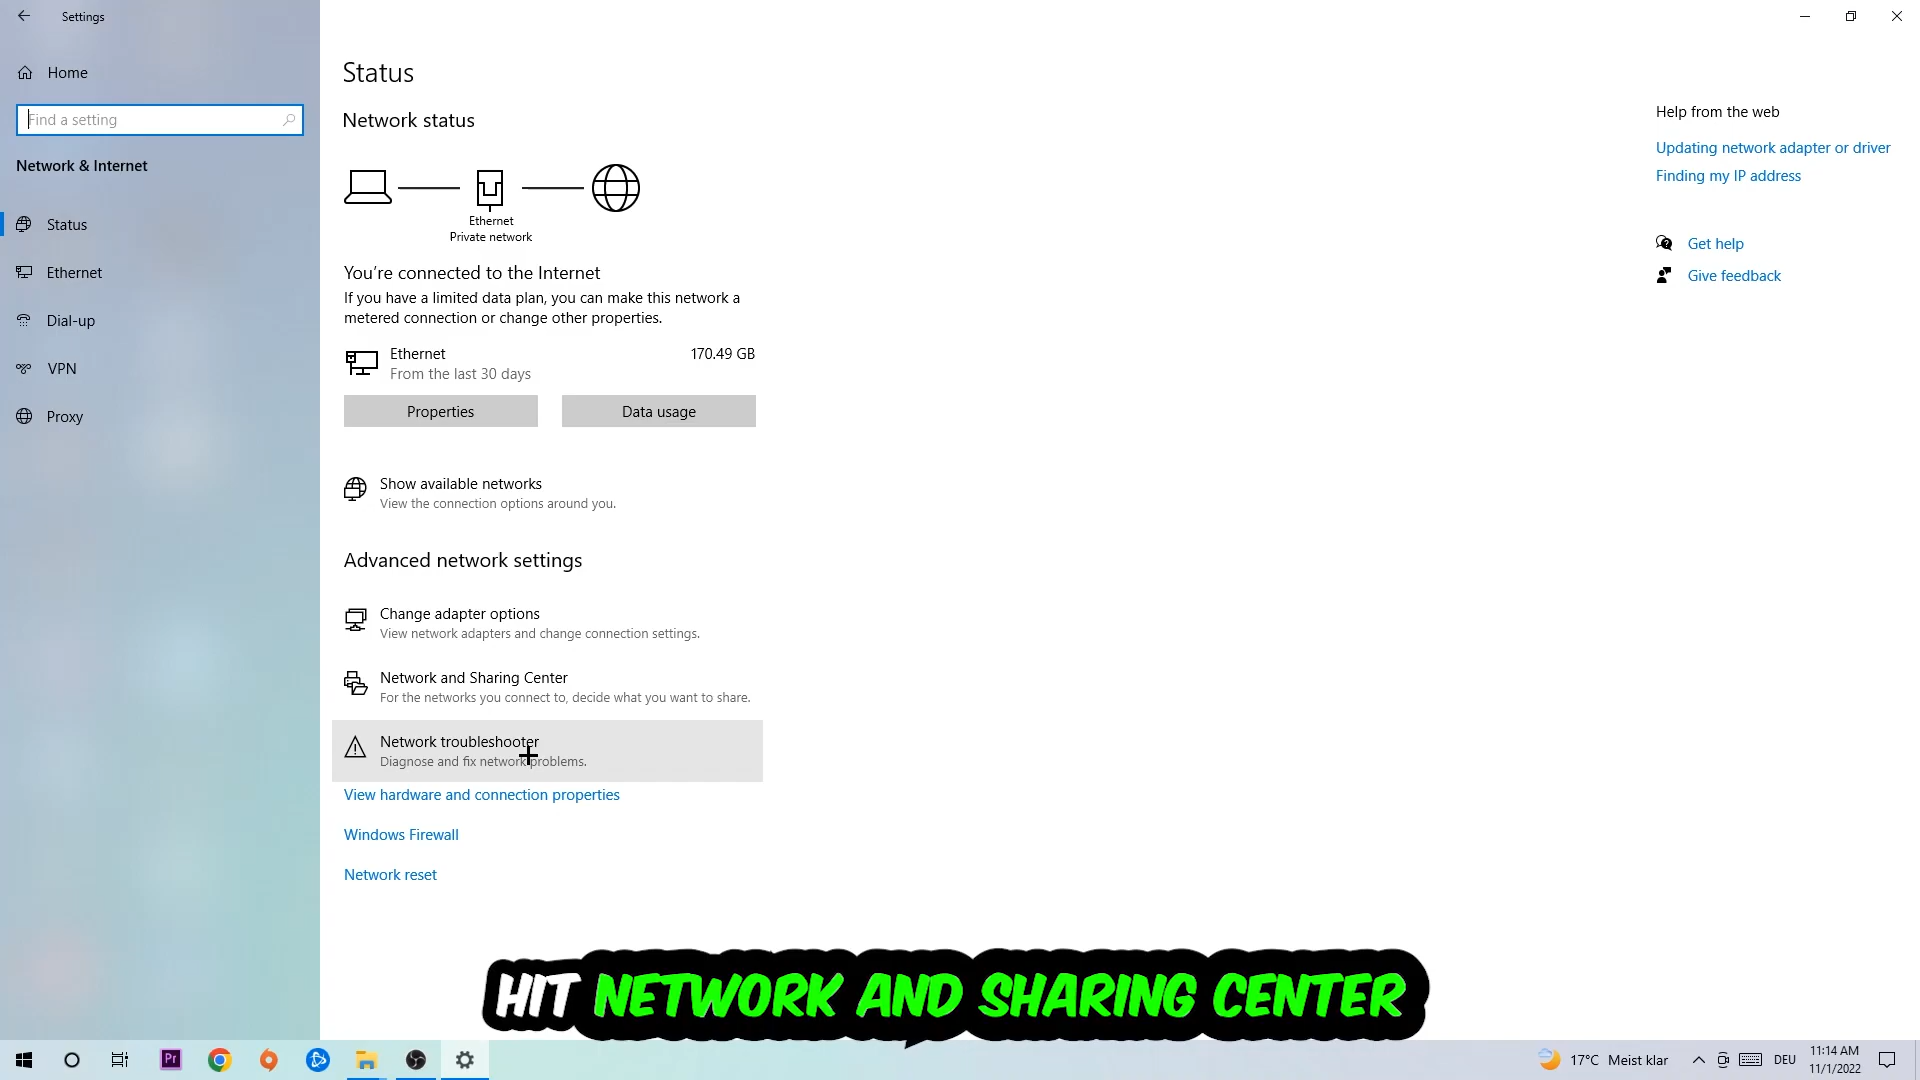 Settings
Home
Find a setting
Network & Internet
Status
Ethernet
Dial-up
VPN
Proxy
Status
Network status
Ethernet
Private network
You're connected to the Internet
If you have a limited data plan, you can make this network a
metered connection or change other properties.
Ethernet
170.49 GB
From the last 30 days
Properties
Data usage
Show available networks
View the connection options around you.
Advanced network settings
Change adapter options
View network adapters and change connection settings.
Network and Sharing Center
For the networks you connect to, decide what you want to share.
Network troubleshooter
Diagnose and fix network problems.
View hardware and connection properties
Windows Firewall
Network reset
Help from the web
Updating network adapter or driver
Finding my IP address
Get help
Give feedback
HIT NETWORK AND SHARING CENTER
Pr
17°C Meist klar
DEU
11:14 AM
11/1/2022